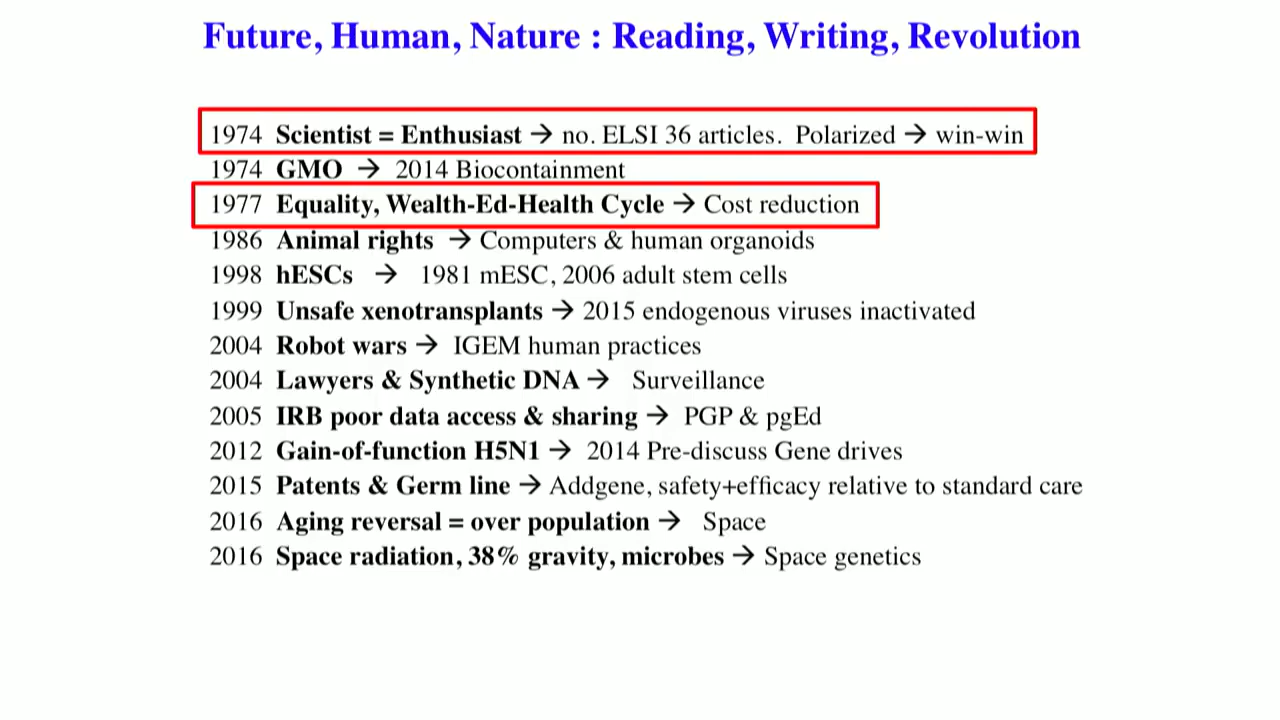 Future, Human, Nature : Reading, Writing, Revolution
1974 Scientist = Enthusiast → no. ELSI 36 articles. Polarized → win-win
1974 GMO → 2014 Biocontainment
1977 Equality, Wealth-Ed-Health Cycle → Cost reduction
1986 Animal rights → Computers & human organoids
1998 hESCs → 1981 mESC, 2006 adult stem cells
1999 Unsafe xenotransplants → 2015 endogenous viruses inactivated
2004 Robot wars → IGEM human practices
2004 Lawyers & Synthetic DNA → Surveillance
2005 IRB poor data access & sharing → PGP & pgEd
2012 Gain-of-function H5N1 → 2014 Pre-discuss Gene drives
2015 Patents & Germ line → Addgene, safety+efficacy relative to standard care
2016 Aging reversal = over population → Space
2016 Space radiation, 38% gravity, microbes → Space genetics